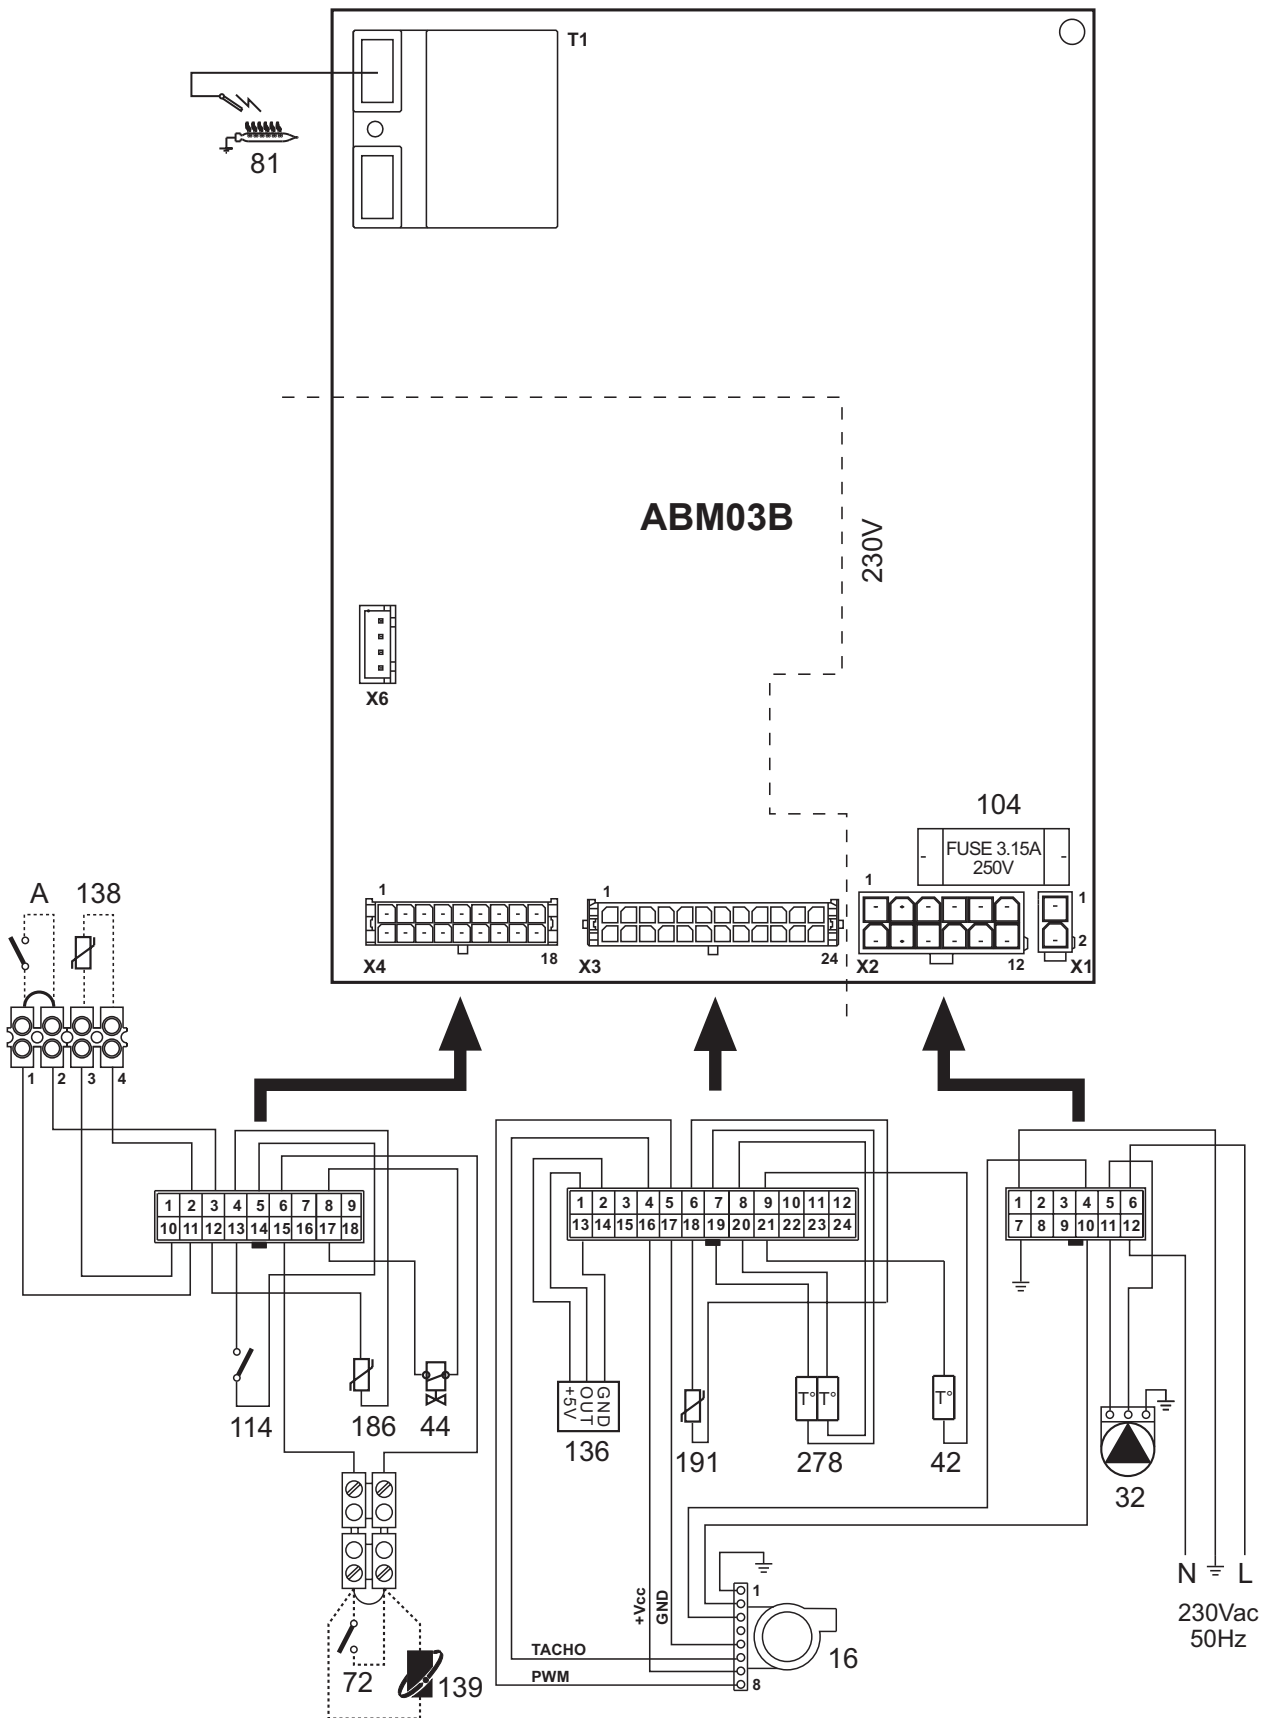 T1
81
ABM03B
230V
X6
104
FUSE 3.15A
250V
1
18
X4
1
24
X3
1
12
X2
1
2
X1
A
138
1
2
3
4
1 2 3 4 5 6 7 8 9
10 11 12 13 14 15 16 17 18
1 2 3 4 5 6 7 8 9 10 11 12
13 14 15 16 17 18 19 20 21 22 23 24
1 2 3 4 5 6
7 8 9 10 11 12
114
186
44
GND
OUT
+5V
136
191
T°
T°
278
T°
42
32
N
L
230Vac
50Hz
+Vcc
GND
TACHO
PWM
1
8
16
72
139